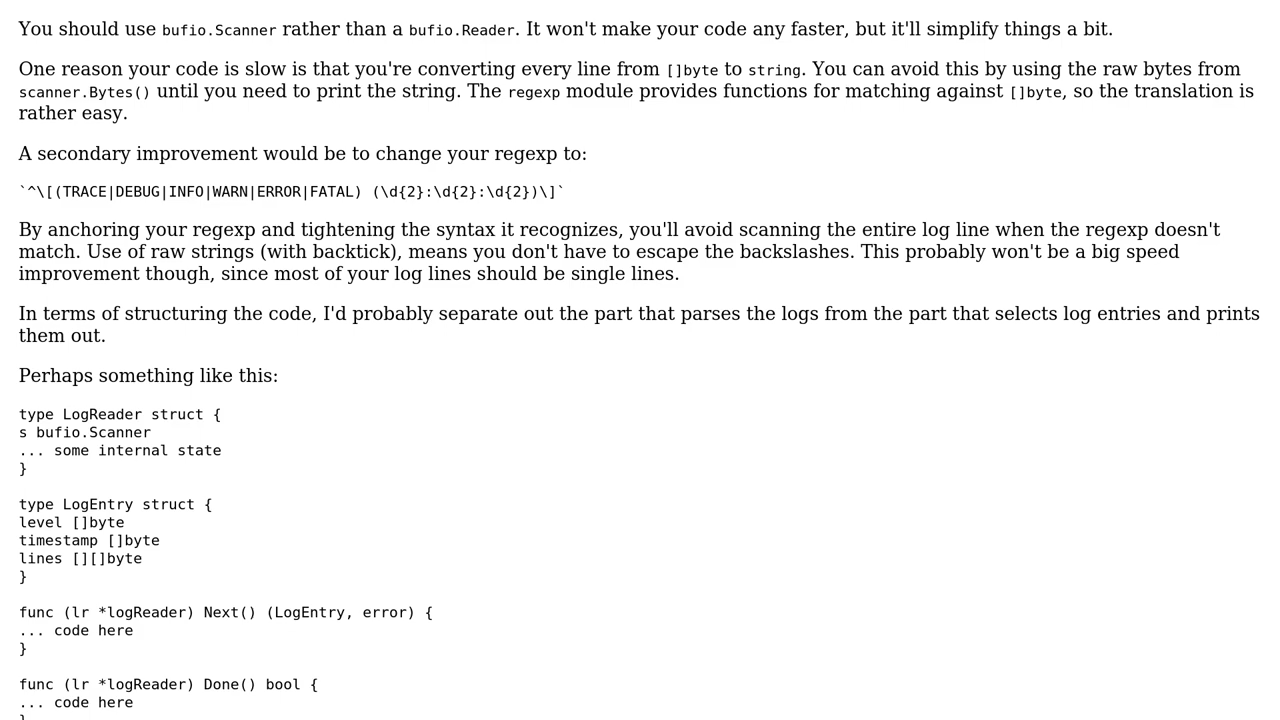 You should use bufio.Scanner rather than a bufio.Reader. It won't make your code any faster, but it'll simplify things a bit.
One reason your code is slow is that you're converting every line from []byte to string. You can avoid this by using the raw bytes from
scanner.Bytes() until you need to print the string. The regexp module provides functions for matching against []byte, so the translation is
rather easy.
A secondary improvement would be to change your regexp to:
`^\[(TRACE|DEBUG|INFO|WARN|ERROR|FATAL) (\d{2}:\d{2}:\d{2})\]`
By anchoring your regexp and tightening the syntax it recognizes, you'll avoid scanning the entire log line when the regexp doesn't
match. Use of raw strings (with backtick), means you don't have to escape the backslashes. This probably won't be a big speed
improvement though, since most of your log lines should be single lines.
In terms of structuring the code, I'd probably separate out the part that parses the logs from the part that selects log entries and prints
them out.
Perhaps something like this:
type LogReader struct {
s bufio.Scanner
... some internal state
}
type LogEntry struct {
level []byte
timestamp []byte
lines [][]byte
}
func (lr *logReader) Next() (LogEntry, error) {
... code here
}
func (lr *logReader) Done() bool {
... code here
}